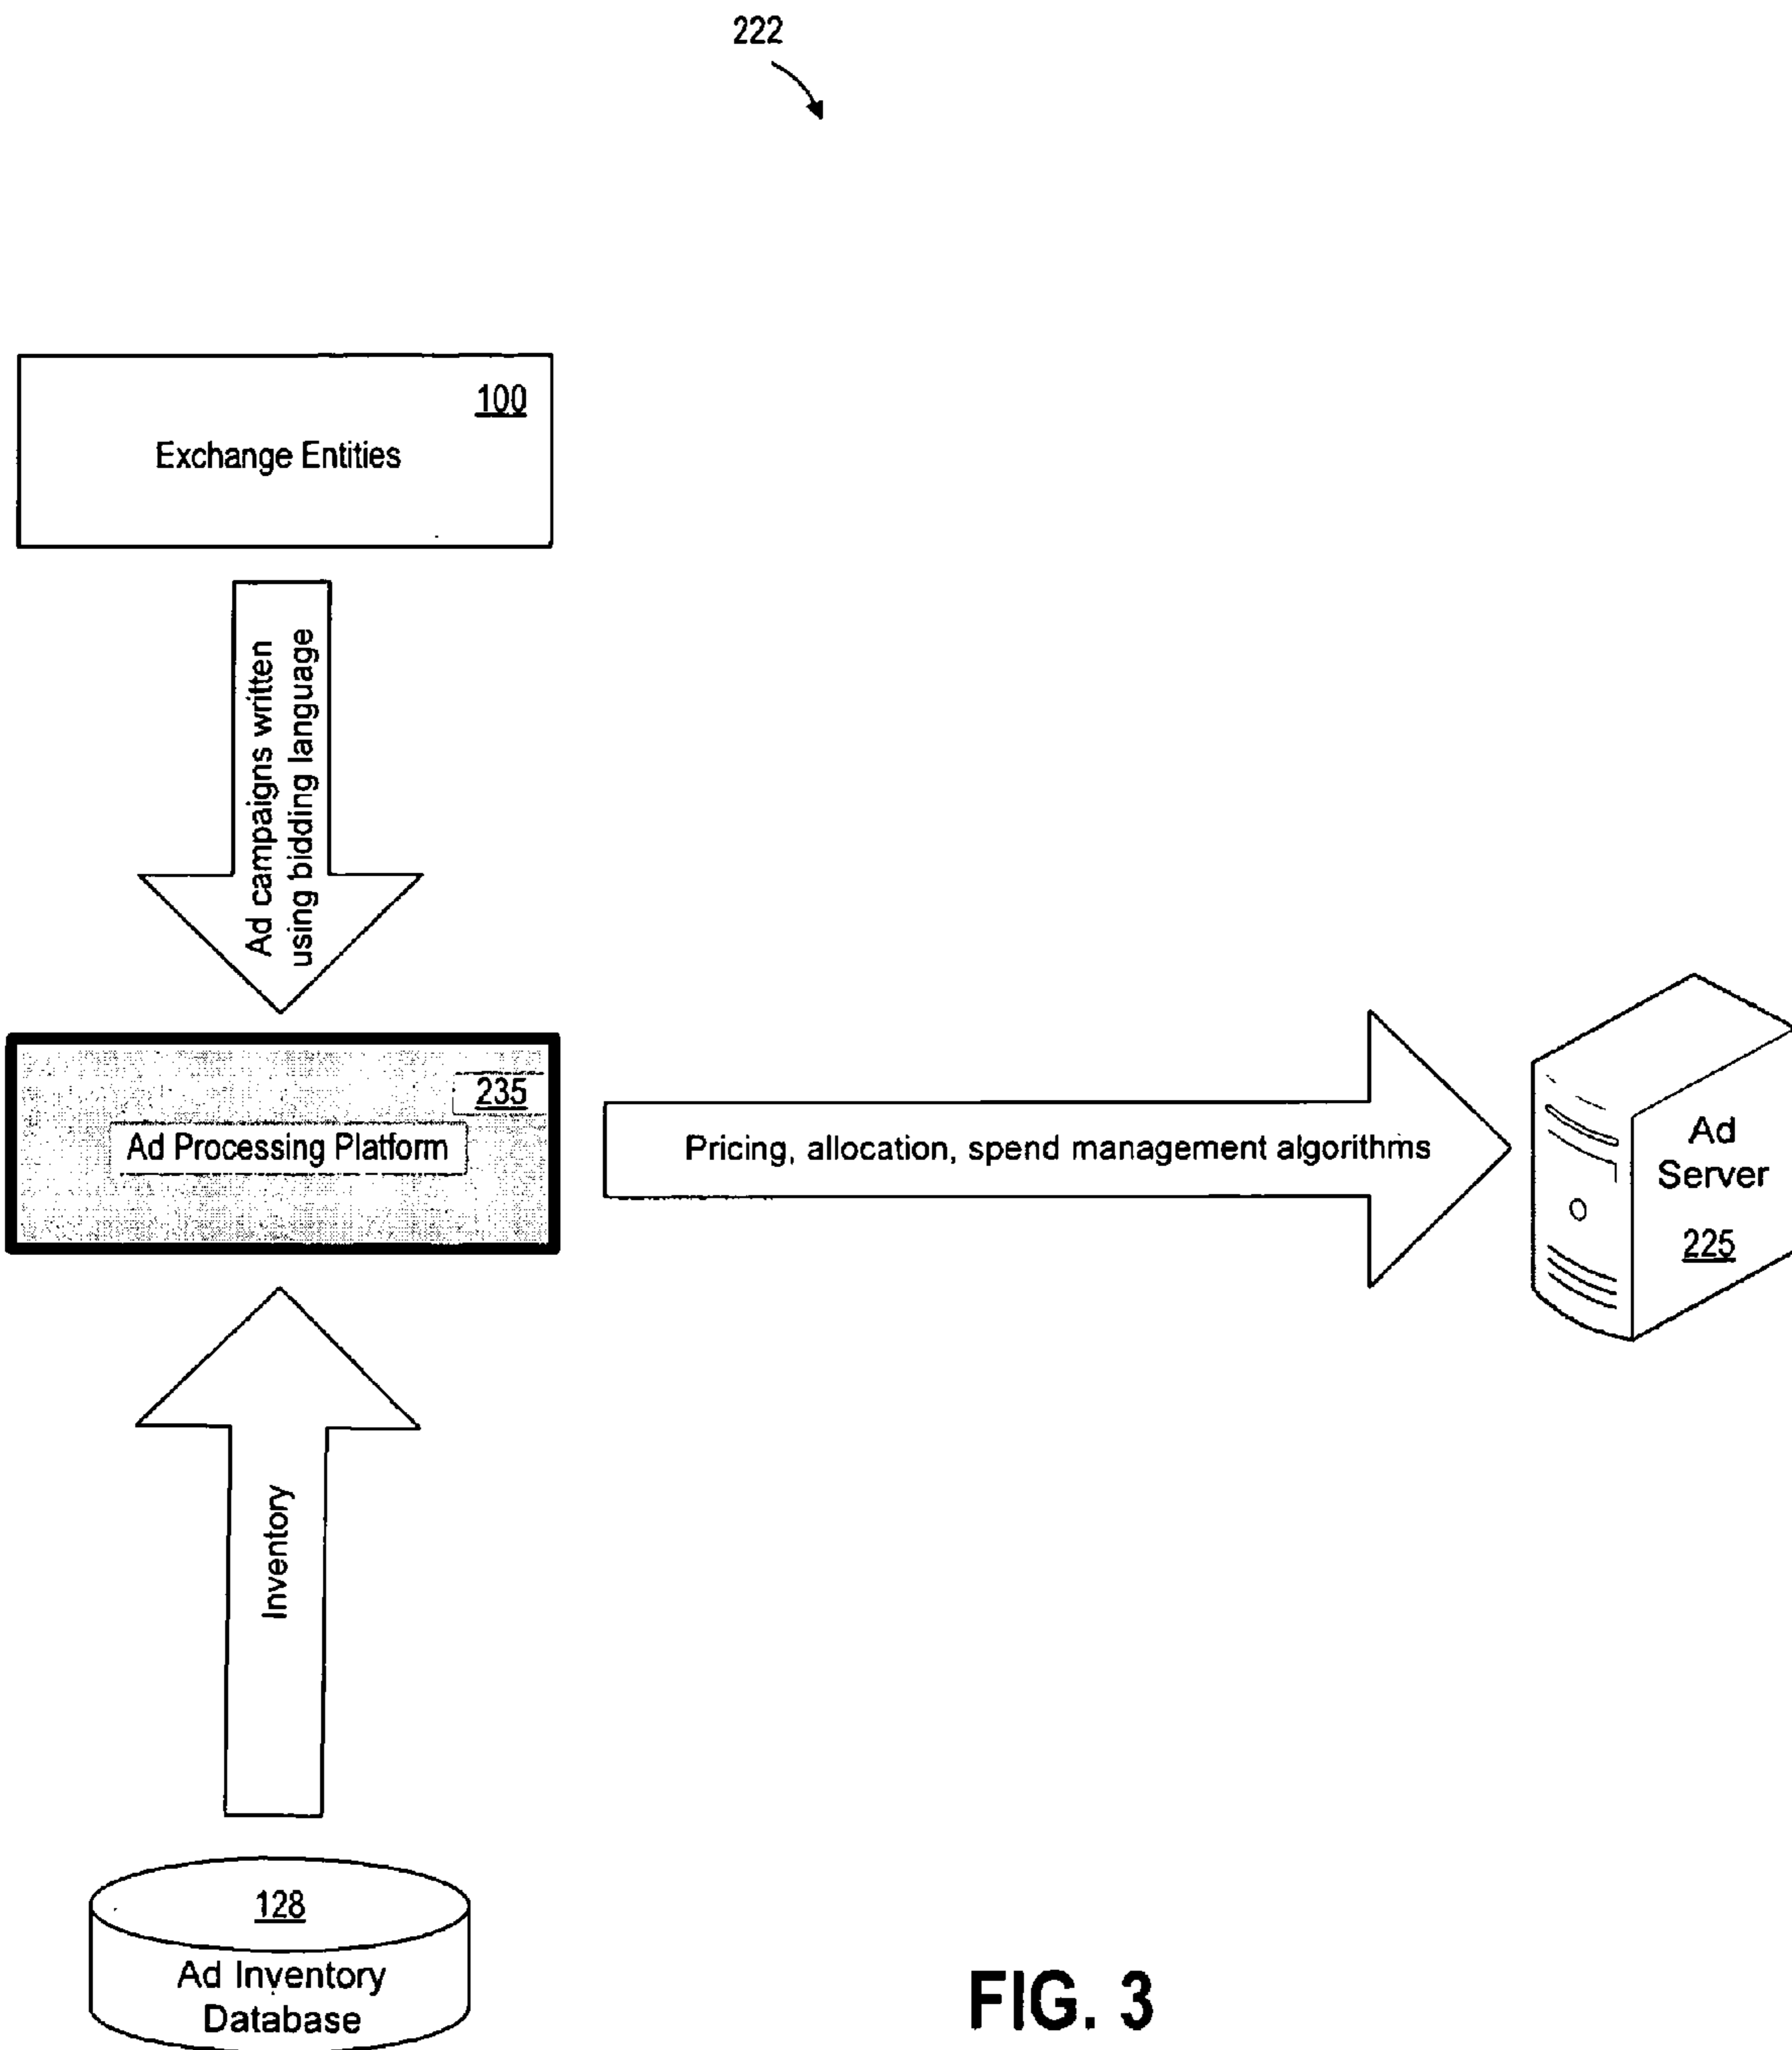 222
100
Exchange Entities
Ad campaigns written
using bidding language
235
Ad Processing Platform
Pricing, allocation, spend management algorithms
Ad
Server
225
Inventory
128
Ad Inventory
Database
FIG. 3